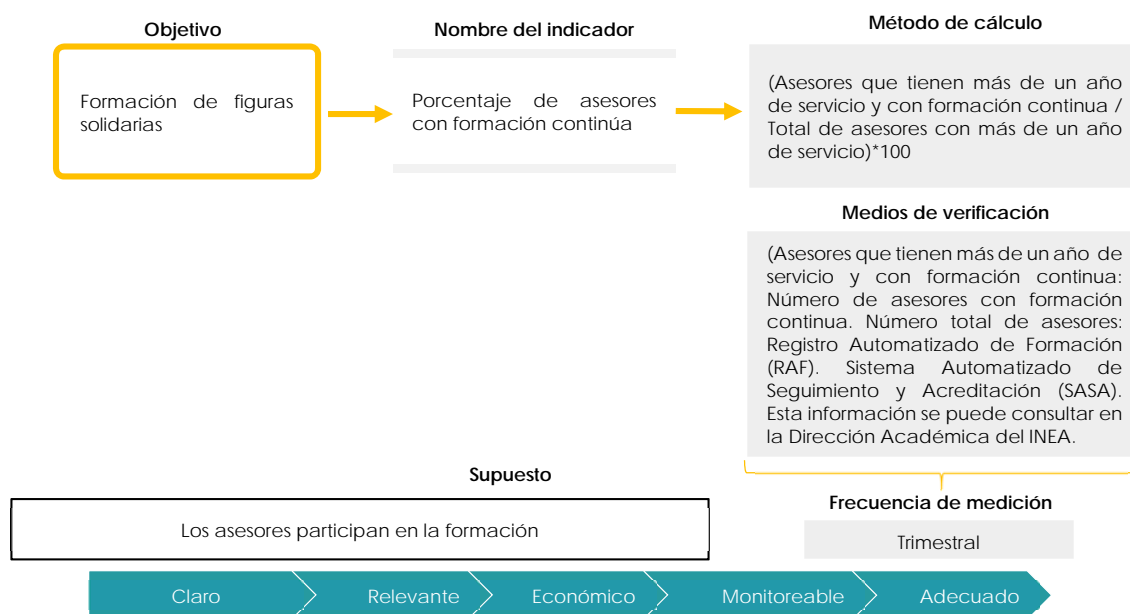 Objetivo
Formación de figuras
solidarias
Nombre del indicador
Porcentaje de asesores
con formación continúa
Método de cálculo
(Asesores que tienen más de un año
de servicio y con formación continua /
Total de asesores con más de un año
de servicio)*100
Medios de verificación
(Asesores que tienen más de un año de
servicio y con formación continua:
Número de asesores con formación
continua. Número total de asesores:
Registro Automatizado de Formación
(RAF). Sistema Automatizado de
Seguimiento y Acreditación (SASA).
Esta información se puede consultar en
la Dirección Académica del INEA.
Supuesto
Los asesores participan en la formación
Frecuencia de medición
Trimestral
Claro
Relevante
Económico
Monitoreable
Adecuado